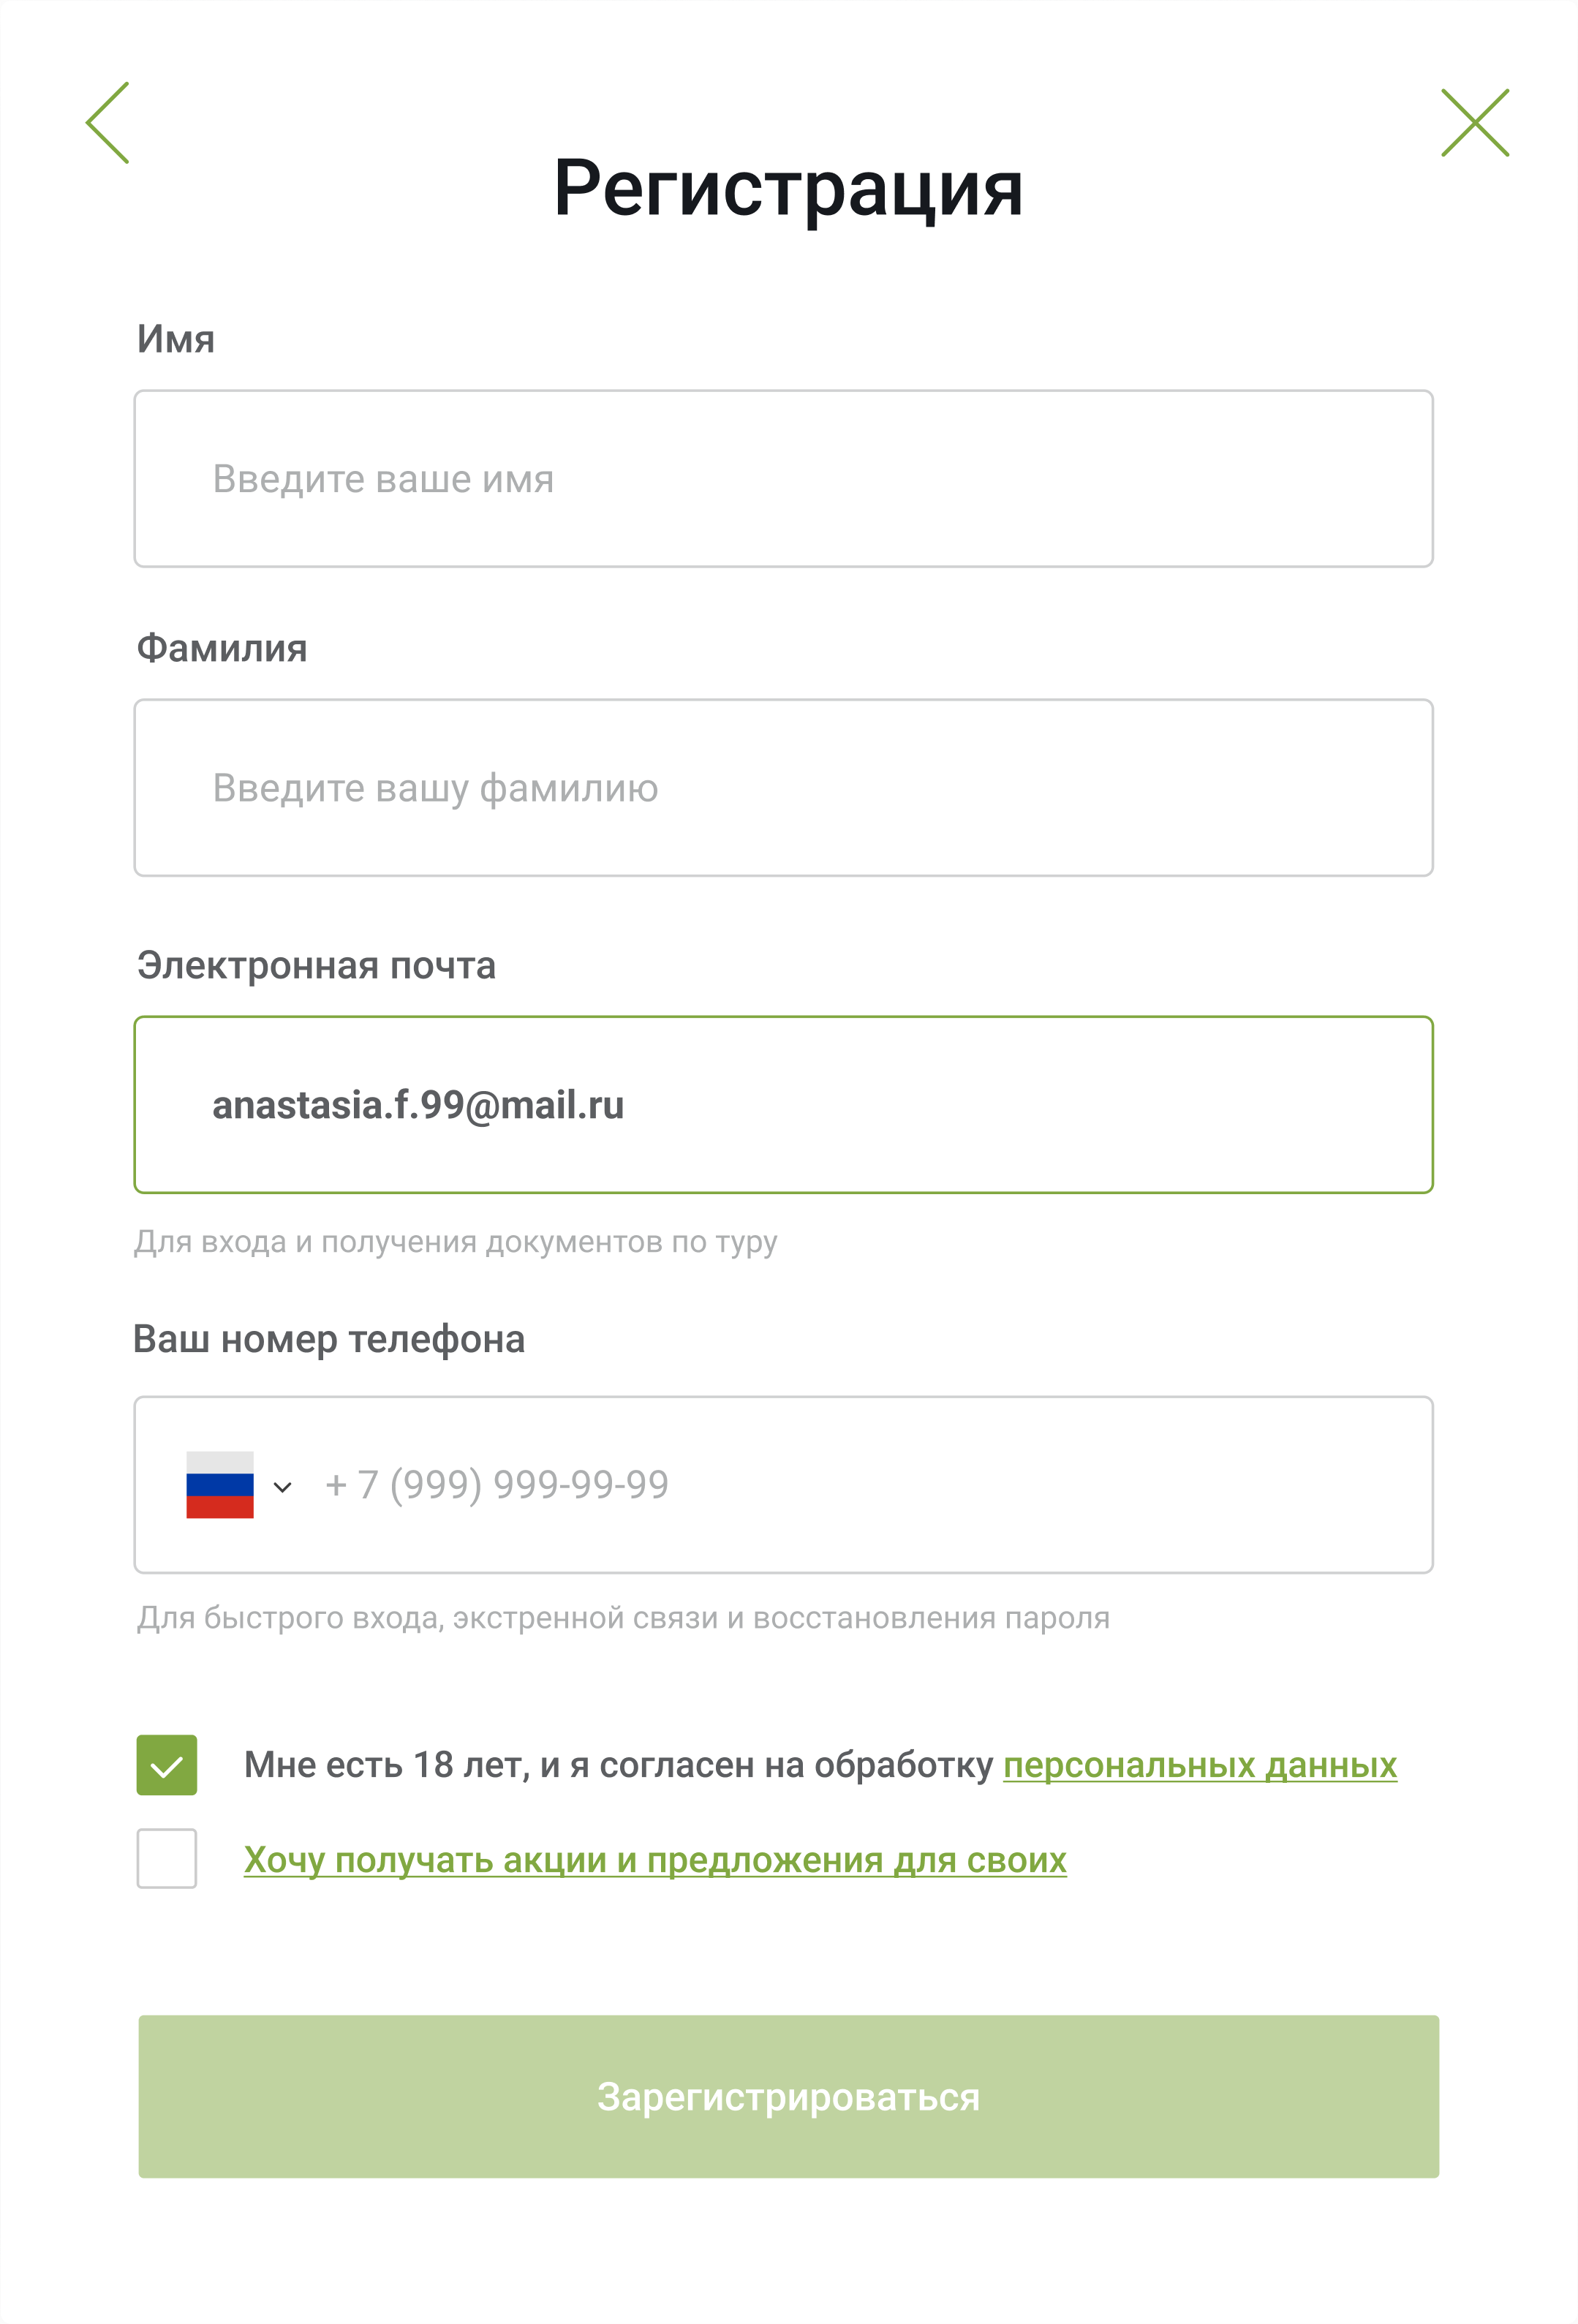 Регистрация
Имя
Введите ваше имя
Фамилия
Введите вашу фамилию
Электронная почта
anastasia.f.99@mail.ru
Для входа и получения документов по туру
Ваш номер телефона
+ 7 (999) 999-99-99
Для быстрого входа, экстренной связи и восстановления пароля
Мне есть 18 лет, и я согласен на обработку персональных данных
Хочу получать акции и предложения для своих
Зарегистрироваться